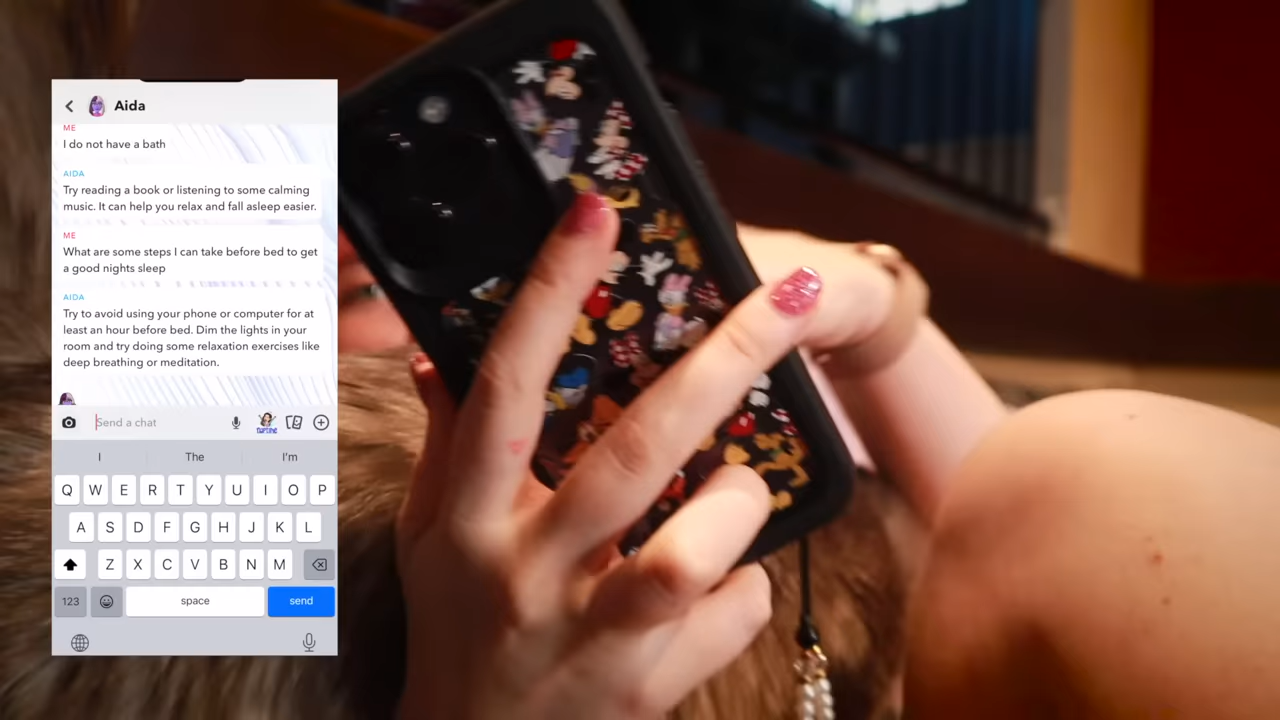 Aida
ME
I do not have a bath
AIDA
Try reading a book or listening to some calming
music. It can help you relax and fall asleep easier.
ME
What are some steps I can take before bed to get
a good nights sleep
AIDA
Try to avoid using your phone or computer for at
least an hour before bed. Dim the lights in your
room and try doing some relaxation exercises like
deep breathing or meditation.
Send a chat
I The I'm
Q W E R T Y U I O P
A S D F G H J K L
Z X C V B N M
123 space send